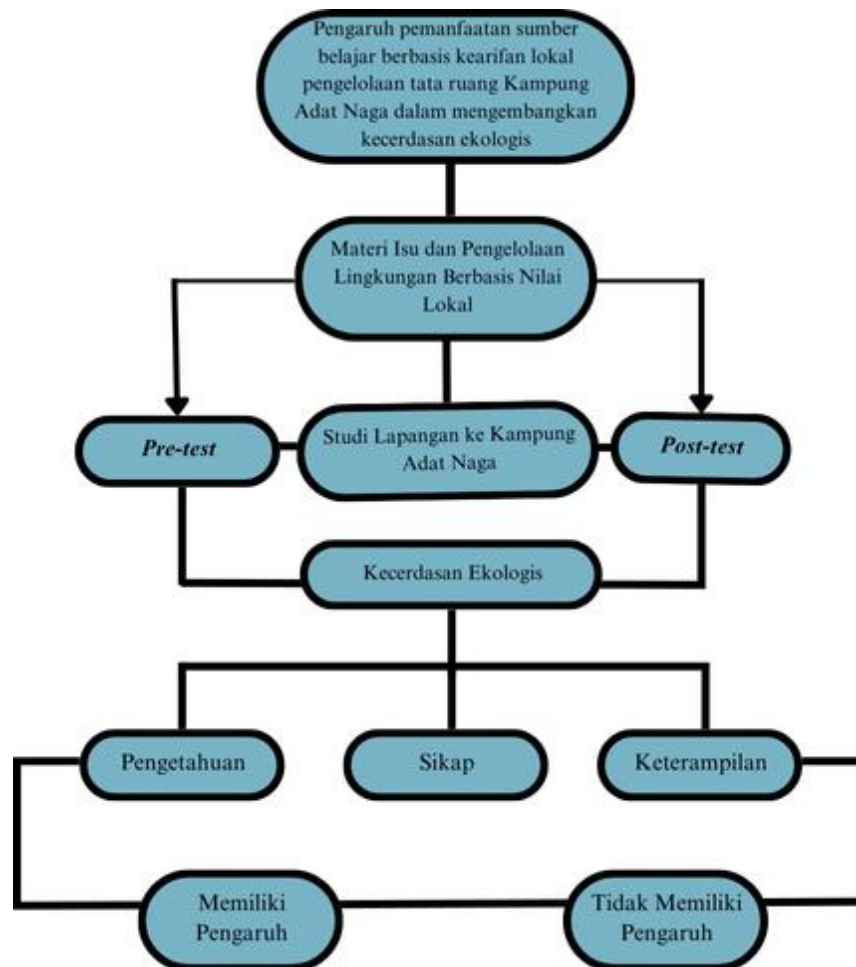 Pengaruh pemanfaatan sumber
belajar berbasis kearifan lokal
pengelolaan tata ruang Kampung
Adat Naga dalam mengembangkan
kecerdasan ekologis
Materi Isu dan Pengelolaan
Lingkungan Berbasis Nilai
Lokal
Pre-test
Studi Lapangan ke Kampung
Adat Naga
Post-test
Kecerdasan Ekologis
Pengetahuan
Sikap
Keterampilan
Memiliki
Pengaruh
Tidak Memiliki
Pengaruh